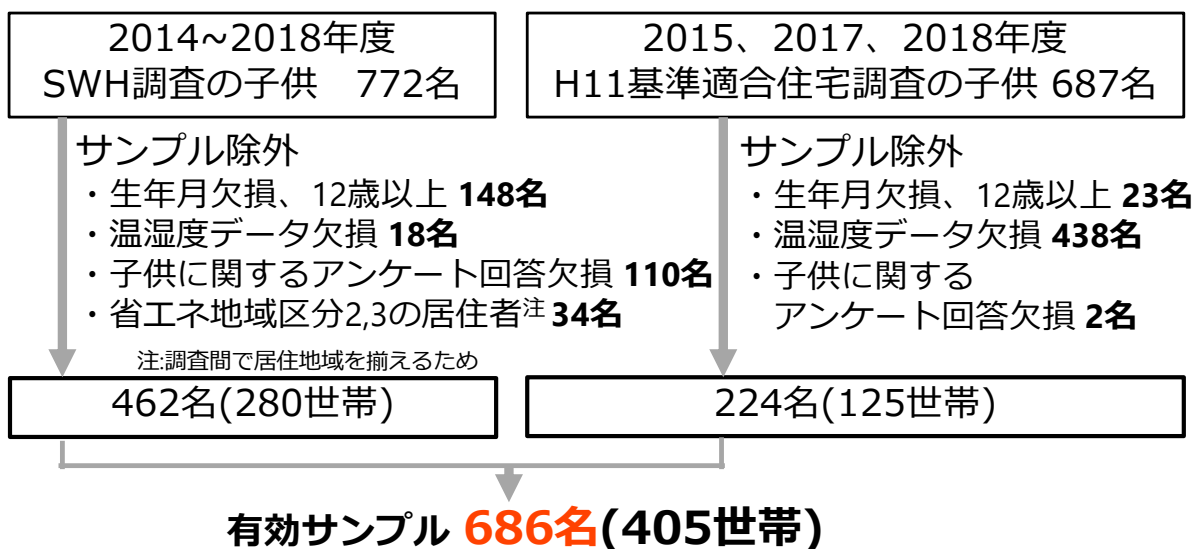 2014~2018年度
SWH調査の子供　772名
サンプル除外
・生年月欠損、12歳以上 148名
・温湿度データ欠損 18名
・子供に関するアンケート回答欠損 110名
・省エネ地域区分2,3の居住者注 34名
注:調査間で居住地域を揃えるため
462名(280世帯)
2015、2017、2018年度
H11基準適合住宅調査の子供 687名
サンプル除外
・生年月欠損、12歳以上 23名
・温湿度データ欠損 438名
・子供に関する
アンケート回答欠損 2名
224名(125世帯)
有効サンプル 686名(405世帯)